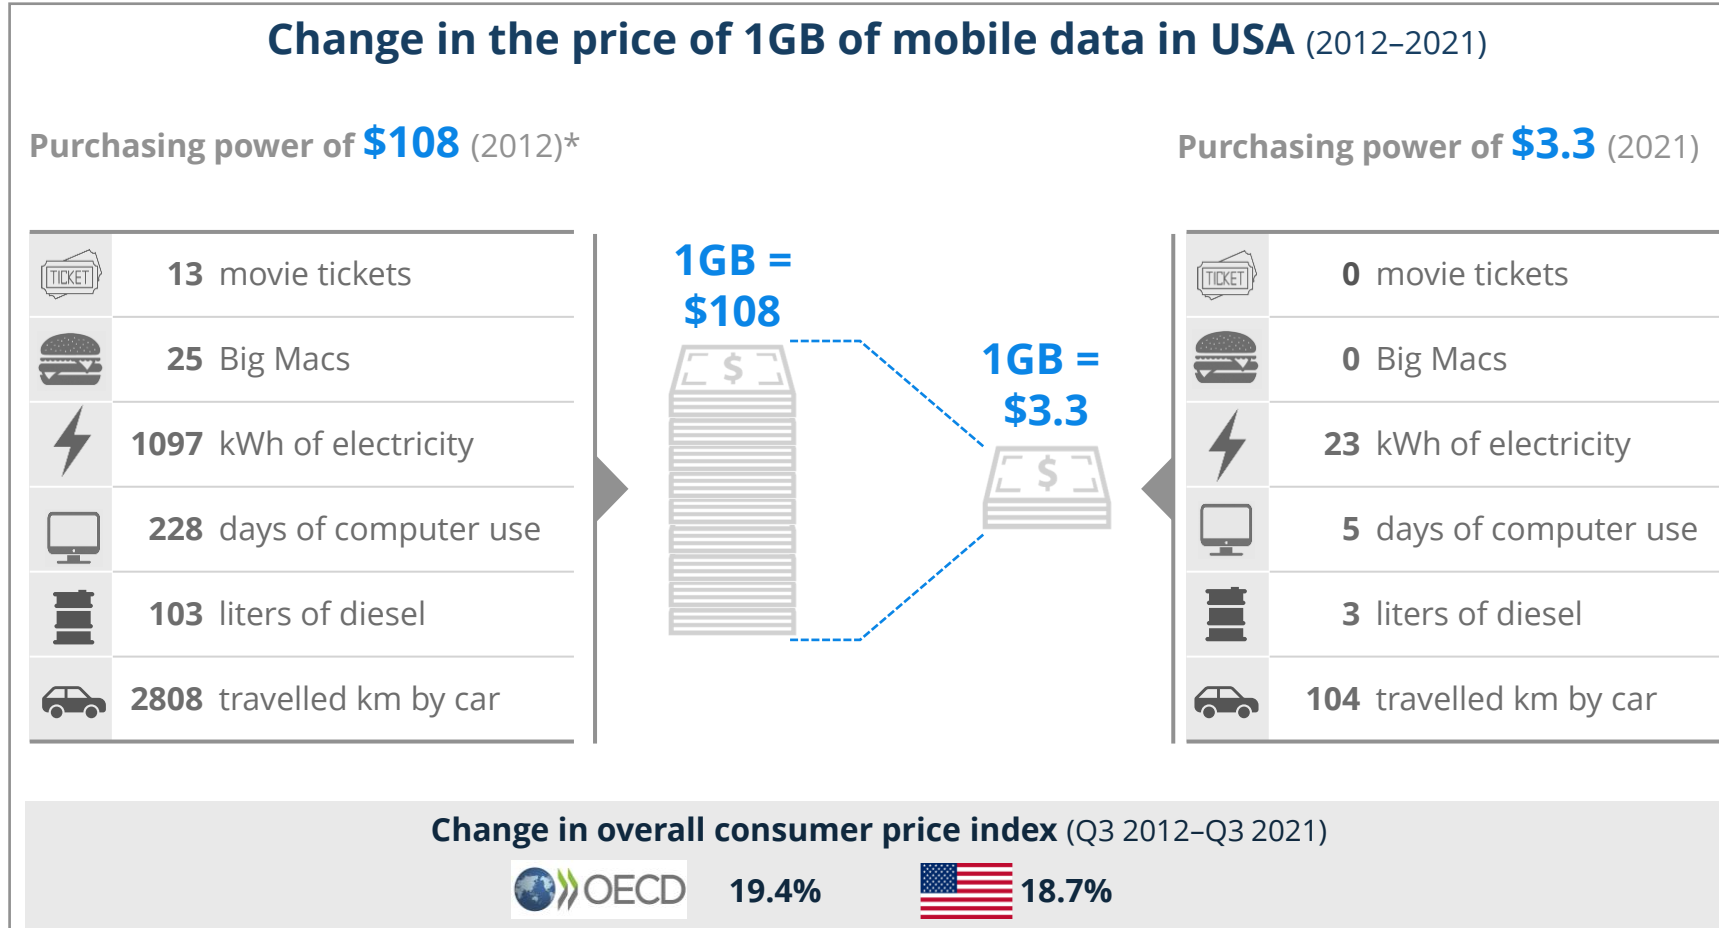 Change in the price of 1GB of mobile data in USA (2012–2021)
Purchasing power of $108 (2012)*
TICKET
13 movie tickets
25 Big Macs
1097 kWh of electricity
228 days of computer use
103 liters of diesel
2808 travelled km by car
1GB =
$108
$
1GB =
$3.3
$
Purchasing power of $3.3 (2021)
TICKET
0 movie tickets
0 Big Macs
23 kWh of electricity
5 days of computer use
3 liters of diesel
104 travelled km by car
Change in overall consumer price index (Q3 2012–Q3 2021)
OECD 19.4% 18.7%